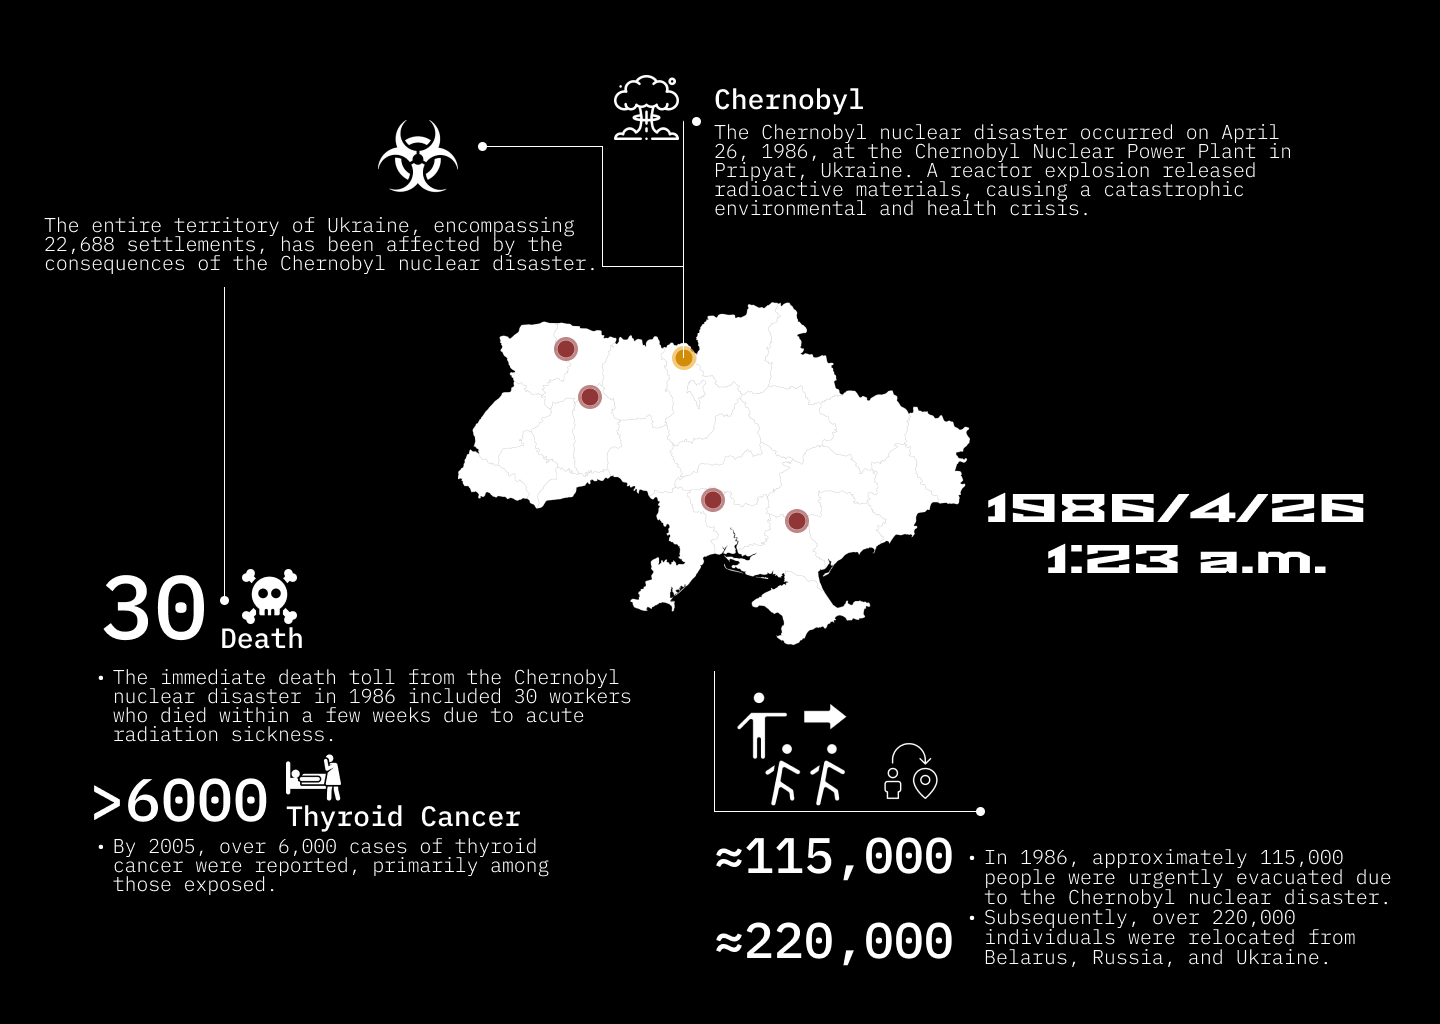 Chernobyl
The Chernobyl nuclear disaster occurred on April
26, 1986, at the Chernobyl Nuclear Power Plant in
Pripyat, Ukraine. A reactor explosion released
radioactive materials, causing a catastrophic
environmental and health crisis.
The entire territory of Ukraine, encompassing
22,688 settlements, has been affected by the
consequences of the Chernobyl nuclear disaster.
1986/4/26
1:23 a.m.
30
Death
• The immediate death toll from the Chernobyl
nuclear disaster in 1986 included 30 workers
who died within a few weeks due to acute
radiation sickness.
>6000
Thyroid Cancer
• By 2005, over 6,000 cases of thyroid
cancer were reported, primarily among
those exposed.
≈115,000
• In 1986, approximately 115,000
people were urgently evacuated due
to the Chernobyl nuclear disaster.
≈220,000
• Subsequently, over 220,000
individuals were relocated from
Belarus, Russia, and Ukraine.